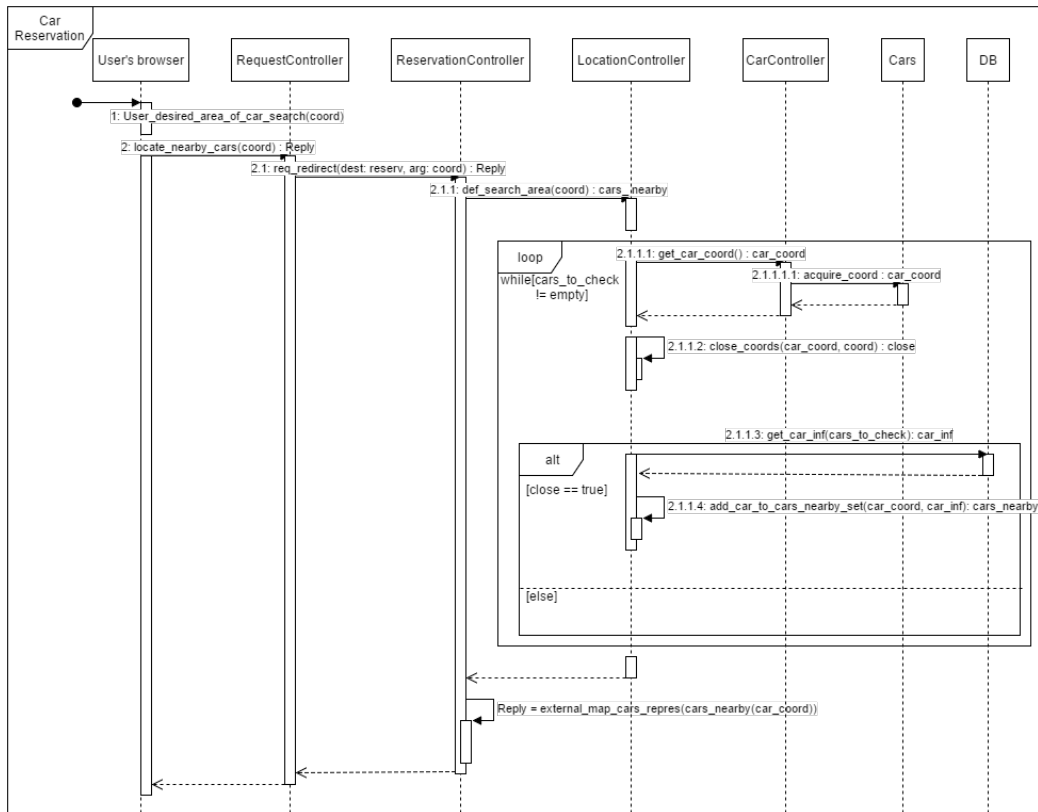 Car
Reservation
User's browser
RequestController
ReservationController
LocationController
CarController
Cars
DB
1: User_desired_area_of_car_search(coord)
2: locate_nearby_cars(coord) : Reply
2.1: req_redirect(dest: reserv, arg: coord) : Reply
2.1.1: def_search_area(coord) : cars_nearby
loop
while[cars_to_check
!= empty]
2.1.1.1: get_car_coord() : car_coord
2.1.1.1.1: acquire_coord : car_coord
2.1.1.2: close_coords(car_coord, coord) : close
2.1.1.3: get_car_inf(cars_to_check): car_inf
alt
[close == true]
2.1.1.4: add_car_to_cars_nearby_set(car_coord, car_inf): cars_nearby
[else]
Reply = external_map_cars_repres(cars_nearby(car_coord))